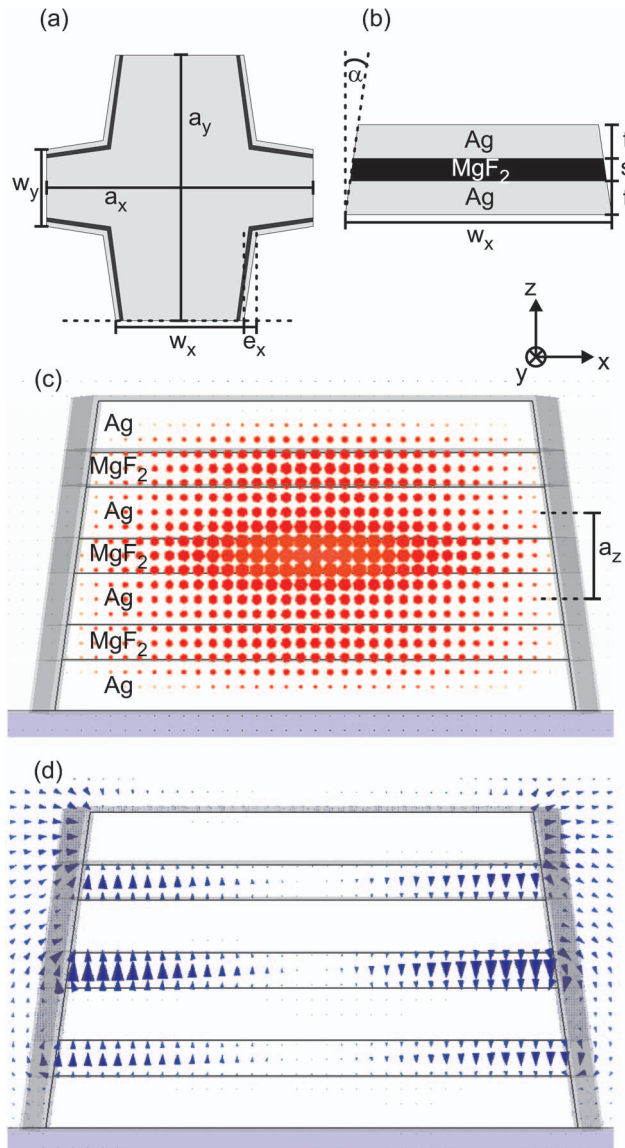 (a)
a_y
w_y
a_x
w_x
e_x
(b)
α
Ag
MgF₂
Ag
t
s
t
w_x
z
y
x
(c)
Ag
MgF₂
Ag
MgF₂
Ag
MgF₂
Ag
a_z
(d)